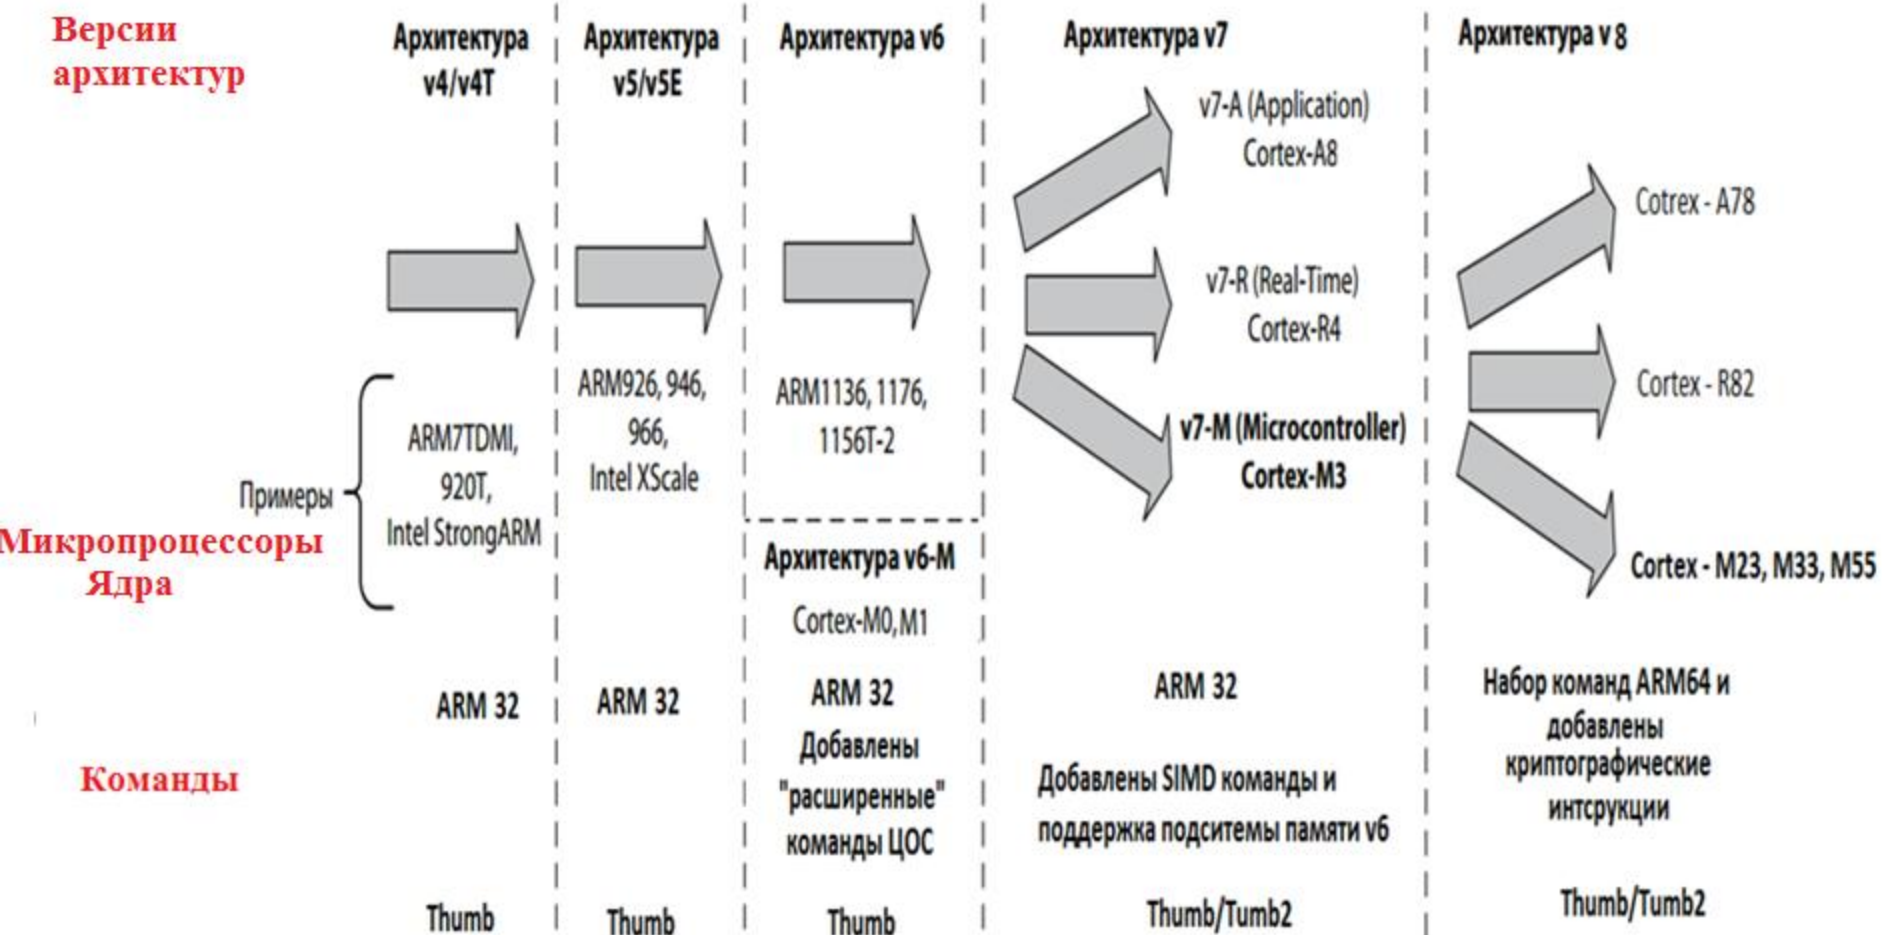 Версии
архитектур
Архитектура
v4/v4T
Архитектура
v5/v5E
Архитектура v6
Архитектура v7
Архитектура v 8
v7-A (Application)
Cortex-A8
v7-R (Real-Time)
Cortex-R4
v7-M (Microcontroller)
Cortex-M3
Cotrex - A78
Cortex - R82
Cortex - M23, M33, M55
Примеры
Микропроцессоры
Ядра
ARM7TDMI,
920T,
Intel StrongARM
ARM926, 946,
966,
Intel XScale
ARM1136, 1176,
1156T-2
Архитектура v6-M
Cortex-M0, M1
Команды
ARM 32
ARM 32
ARM 32
Добавлены
"расширенные"
команды ЦОС
ARM 32
Добавлены SIMD команды и
поддержка подситемы памяти v6
Набор команд ARM64 и
добавлены
криптографические
интсрукции
Thumb
Thumb
Thumb
Thumb/Tumb2
Thumb/Tumb2